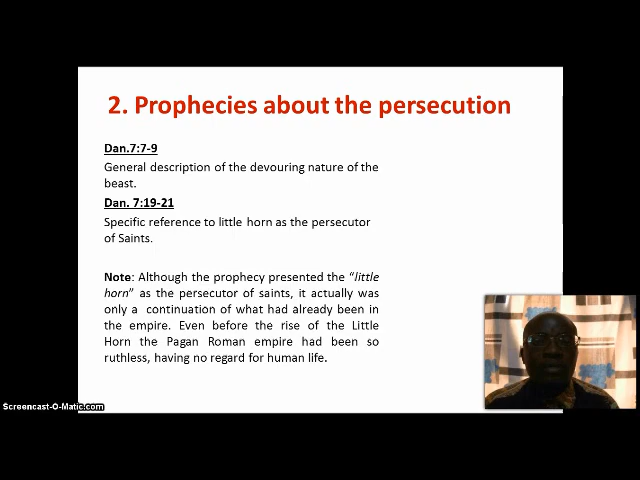 2. Prophecies about the persecution
Dan.7:7-9
General description of the devouring nature of the
beast.
Dan. 7:19-21
Specific reference to little horn as the persecutor
of Saints.
Note: Although the prophecy presented the “little
horn” as the persecutor of saints, it actually was
only a continuation of what had already been in
the empire. Even before the rise of the Little
Horn the Pagan Roman empire had been so
ruthless, having no regard for human life.
Screencast-O-Matic.com